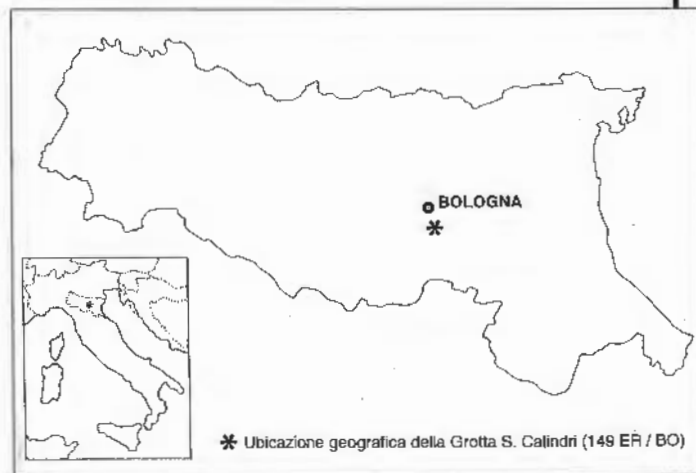 BOLOGNA
* Ubicazione geografica della Grotta S. Calindri (149 ER / BO)